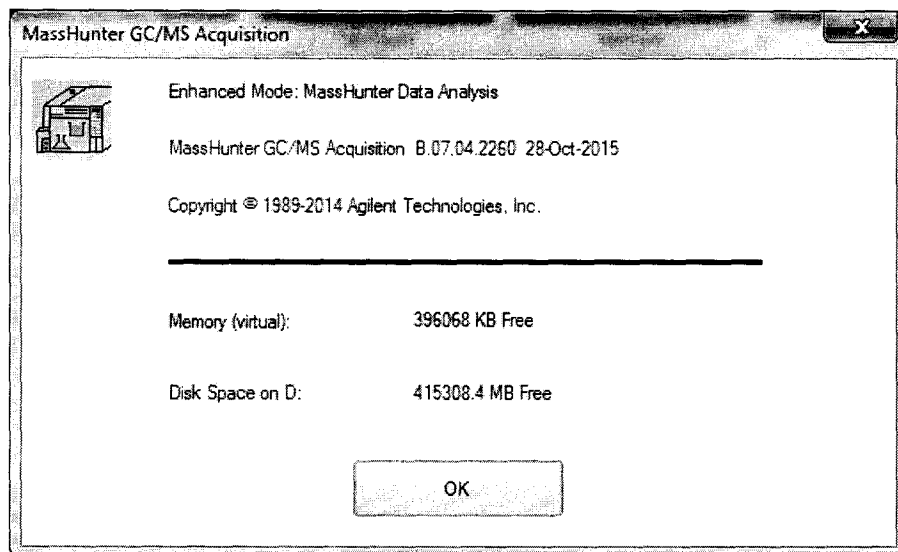 MassHunter GC/MS Acquisition
X
Enhanced Mode: MassHunter Data Analysis
MassHunter GC/MS Acquisition B.07.04.2260 28-Oct-2015
Copyright © 1989-2014 Agilent Technologies, Inc.
Memory (virtual): 396068 KB Free
Disk Space on D: 415308.4 MB Free
OK